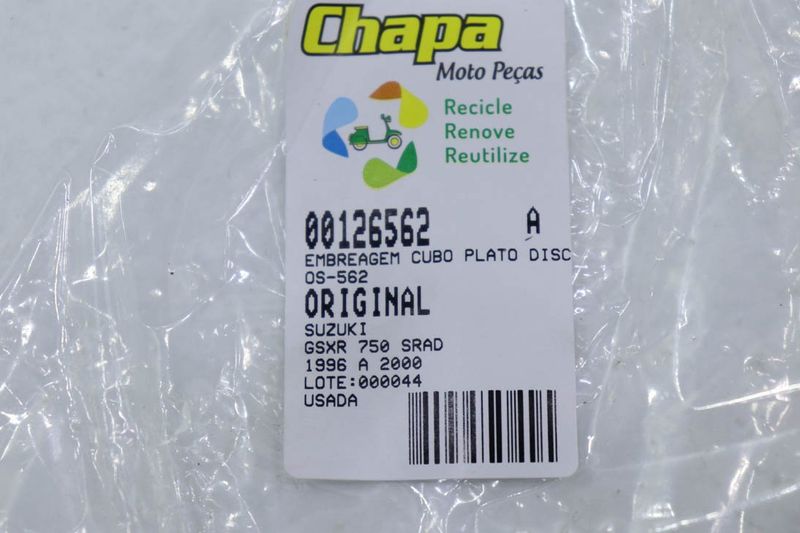 Chapa
Moto Peças
Recicle
Renove
Reutilize
00126562 A
EMBREAGEM CUBO PLATO DISC
OS-562
ORIGINAL
SUZUKI
GSXR 750 SRAD
1996 A 2000
LOTE:000044
USADA